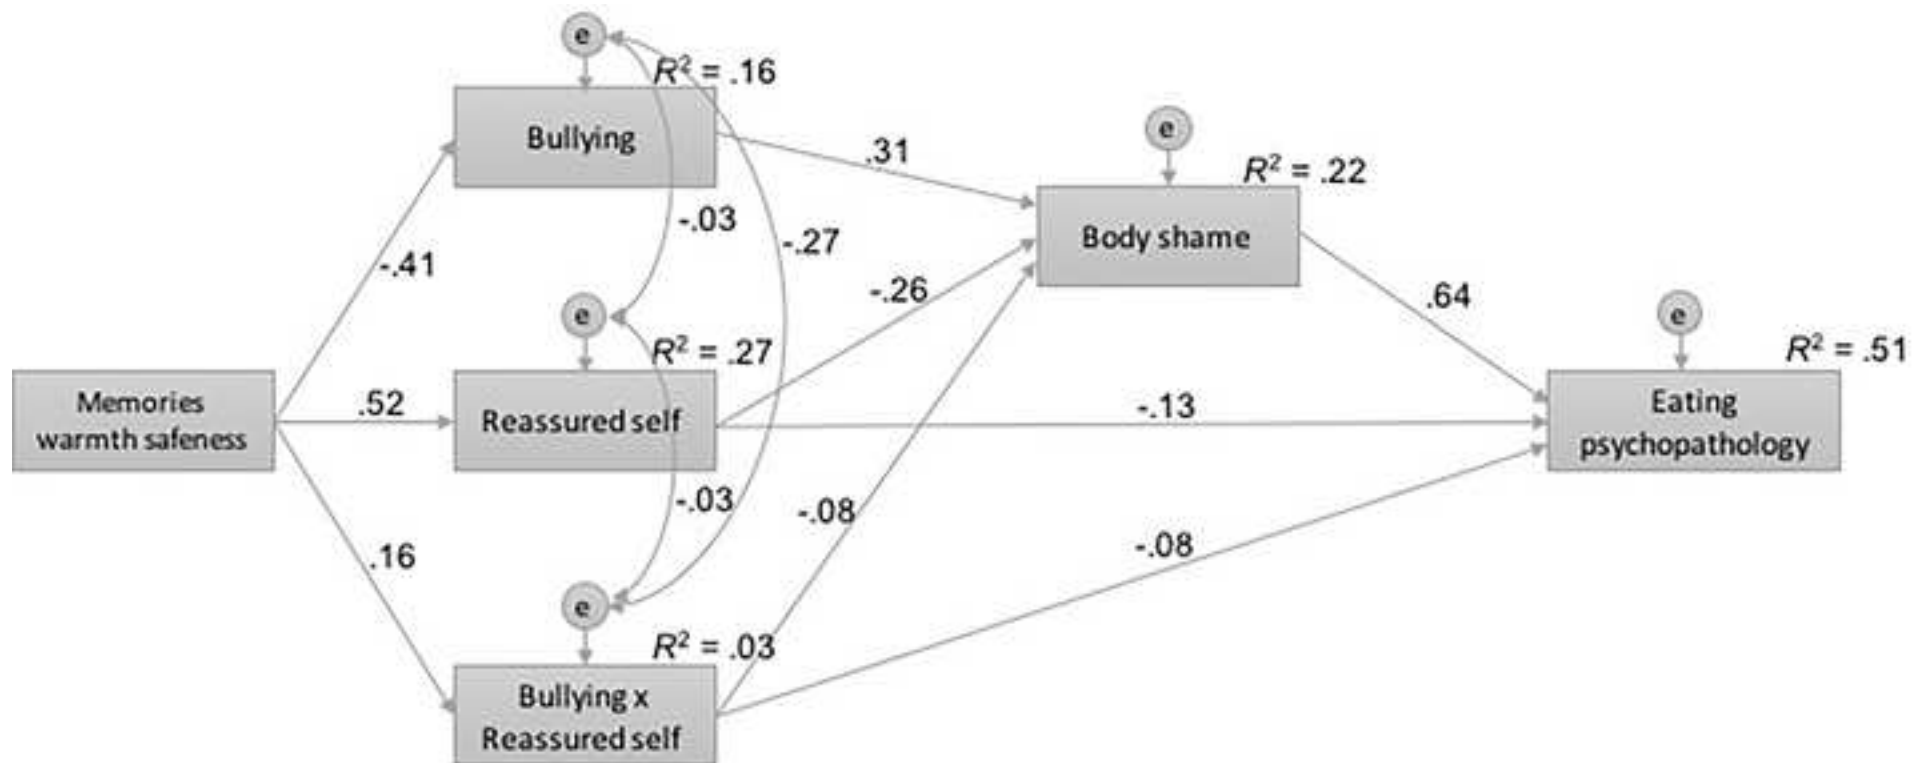 e
R² = .16
Bullying
e
.31
R² = .22
-.03
-.27
Body shame
-.41
-.26
.64
e
e
R² = .27
R² = .51
Memories
warmth safeness
.52
Reassured self
-.13
Eating
psychopathology
-.03
-.08
-.08
.16
e
R² = .03
Bullying x
Reassured self